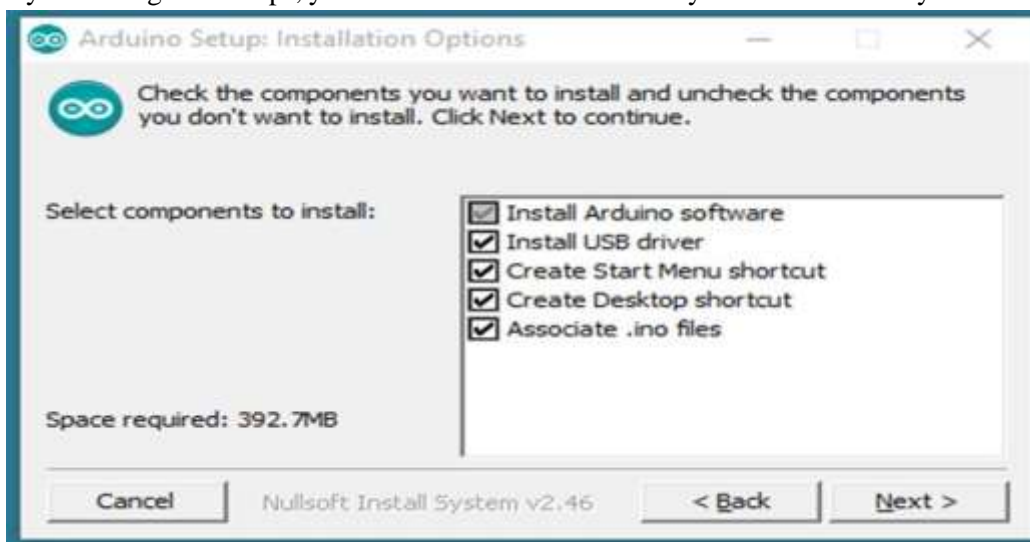 Arduino Setup: Installation Options
Check the components you want to install and uncheck the components
you don't want to install. Click Next to continue.
Select components to install:
Install Arduino software
Install USB driver
Create Start Menu shortcut
Create Desktop shortcut
Associate .ino files
Space required: 392.7MB
Cancel
Nullsoft Install System v2.46
< Back
Next >